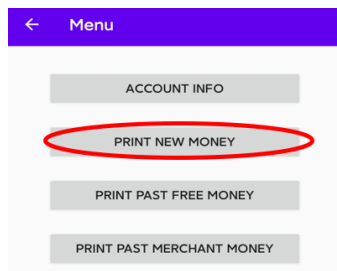 Menu
ACCOUNT INFO
PRINT NEW MONEY
PRINT PAST FREE MONEY
PRINT PAST MERCHANT MONEY